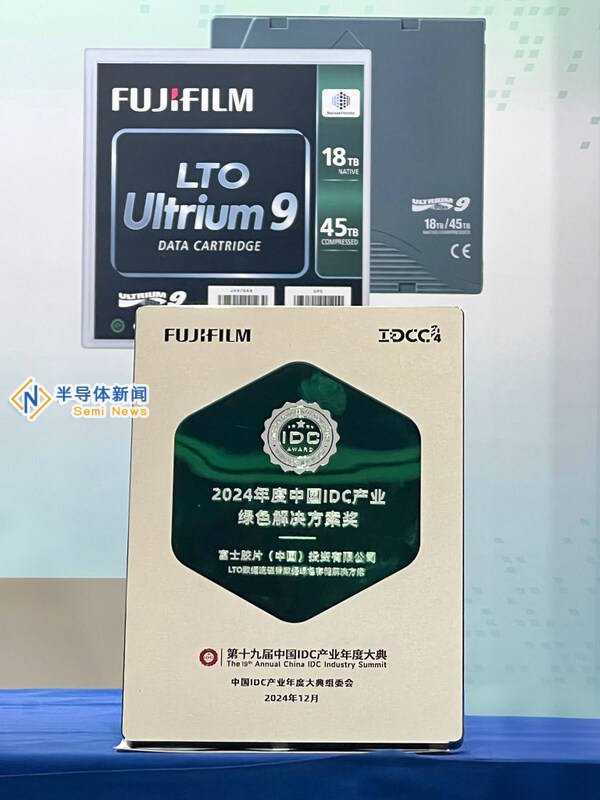 FUJIFILM
18TB
NATIVE
LTO
Ultrium 9
DATA CARTRIDGE
45TB
COMPRESSED
ULTRIUM 9
ULTRIUM 9
18TB/45TB
CE
FUJIFILM
IDCC24
半导体新闻
Semi News
IDC
AWARD
2024年度中国IDC产业
绿色解决方案奖
富士胶片（中国）投资有限公司
第十九届中国IDC产业年度大典
The 19th Annual China IDC Industry Summit
中国IDC产业年度大典组委会
2024年12月